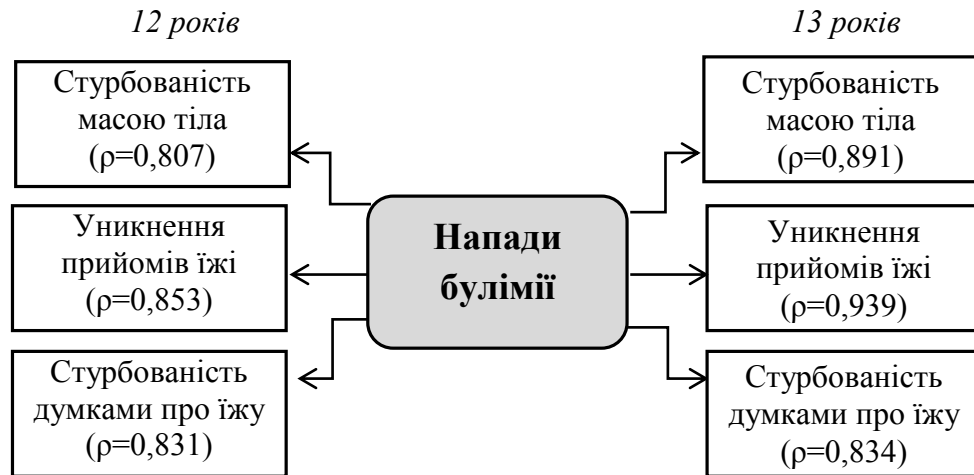 12 років
13 років
Стурбованість
масою тіла
(ρ=0,807)
Уникнення
прийомів їжі
(ρ=0,853)
Стурбованість
думками про їжу
(ρ=0,831)
Напади
булімії
Стурбованість
масою тіла
(ρ=0,891)
Уникнення
прийомів їжі
(ρ=0,939)
Стурбованість
думками про їжу
(ρ=0,834)